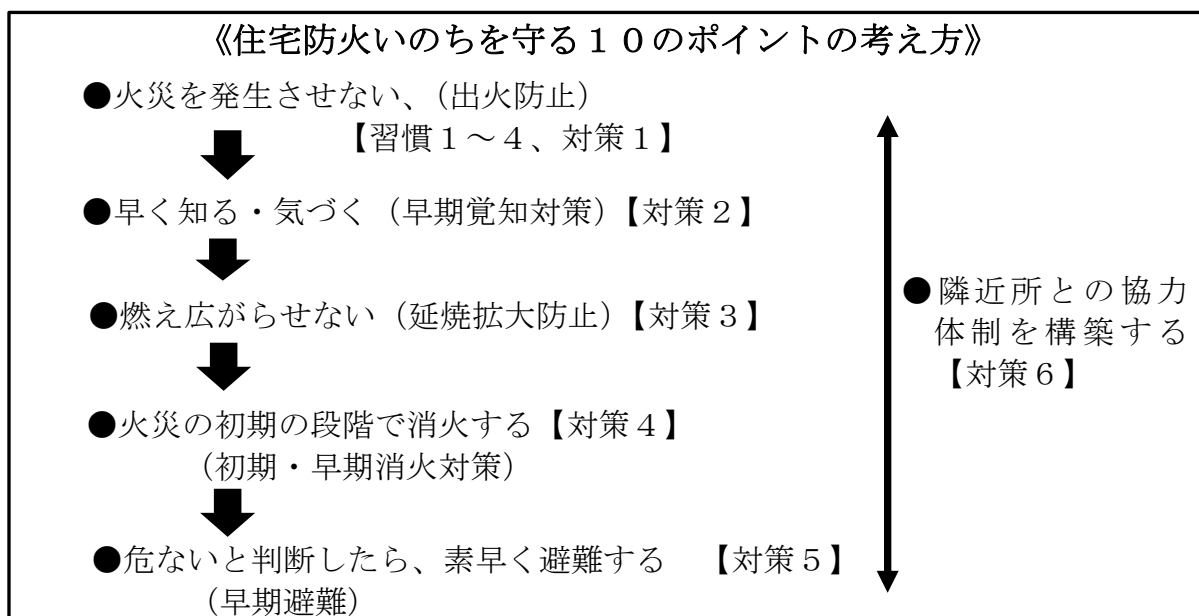 《住宅防火いのちを守る１０のポイントの考え方》
●火災を発生させない、（出火防止）
【習慣１～４、対策１】
●早く知る・気づく（早期覚知対策）【対策２】
●燃え広がらせない（延焼拡大防止）【対策３】
●火災の初期の段階で消火する【対策４】
（初期・早期消火対策）
●危ないと判断したら、素早く避難する　【対策５】
（早期避難）
●隣近所との協力
体制を構築する
【対策６】